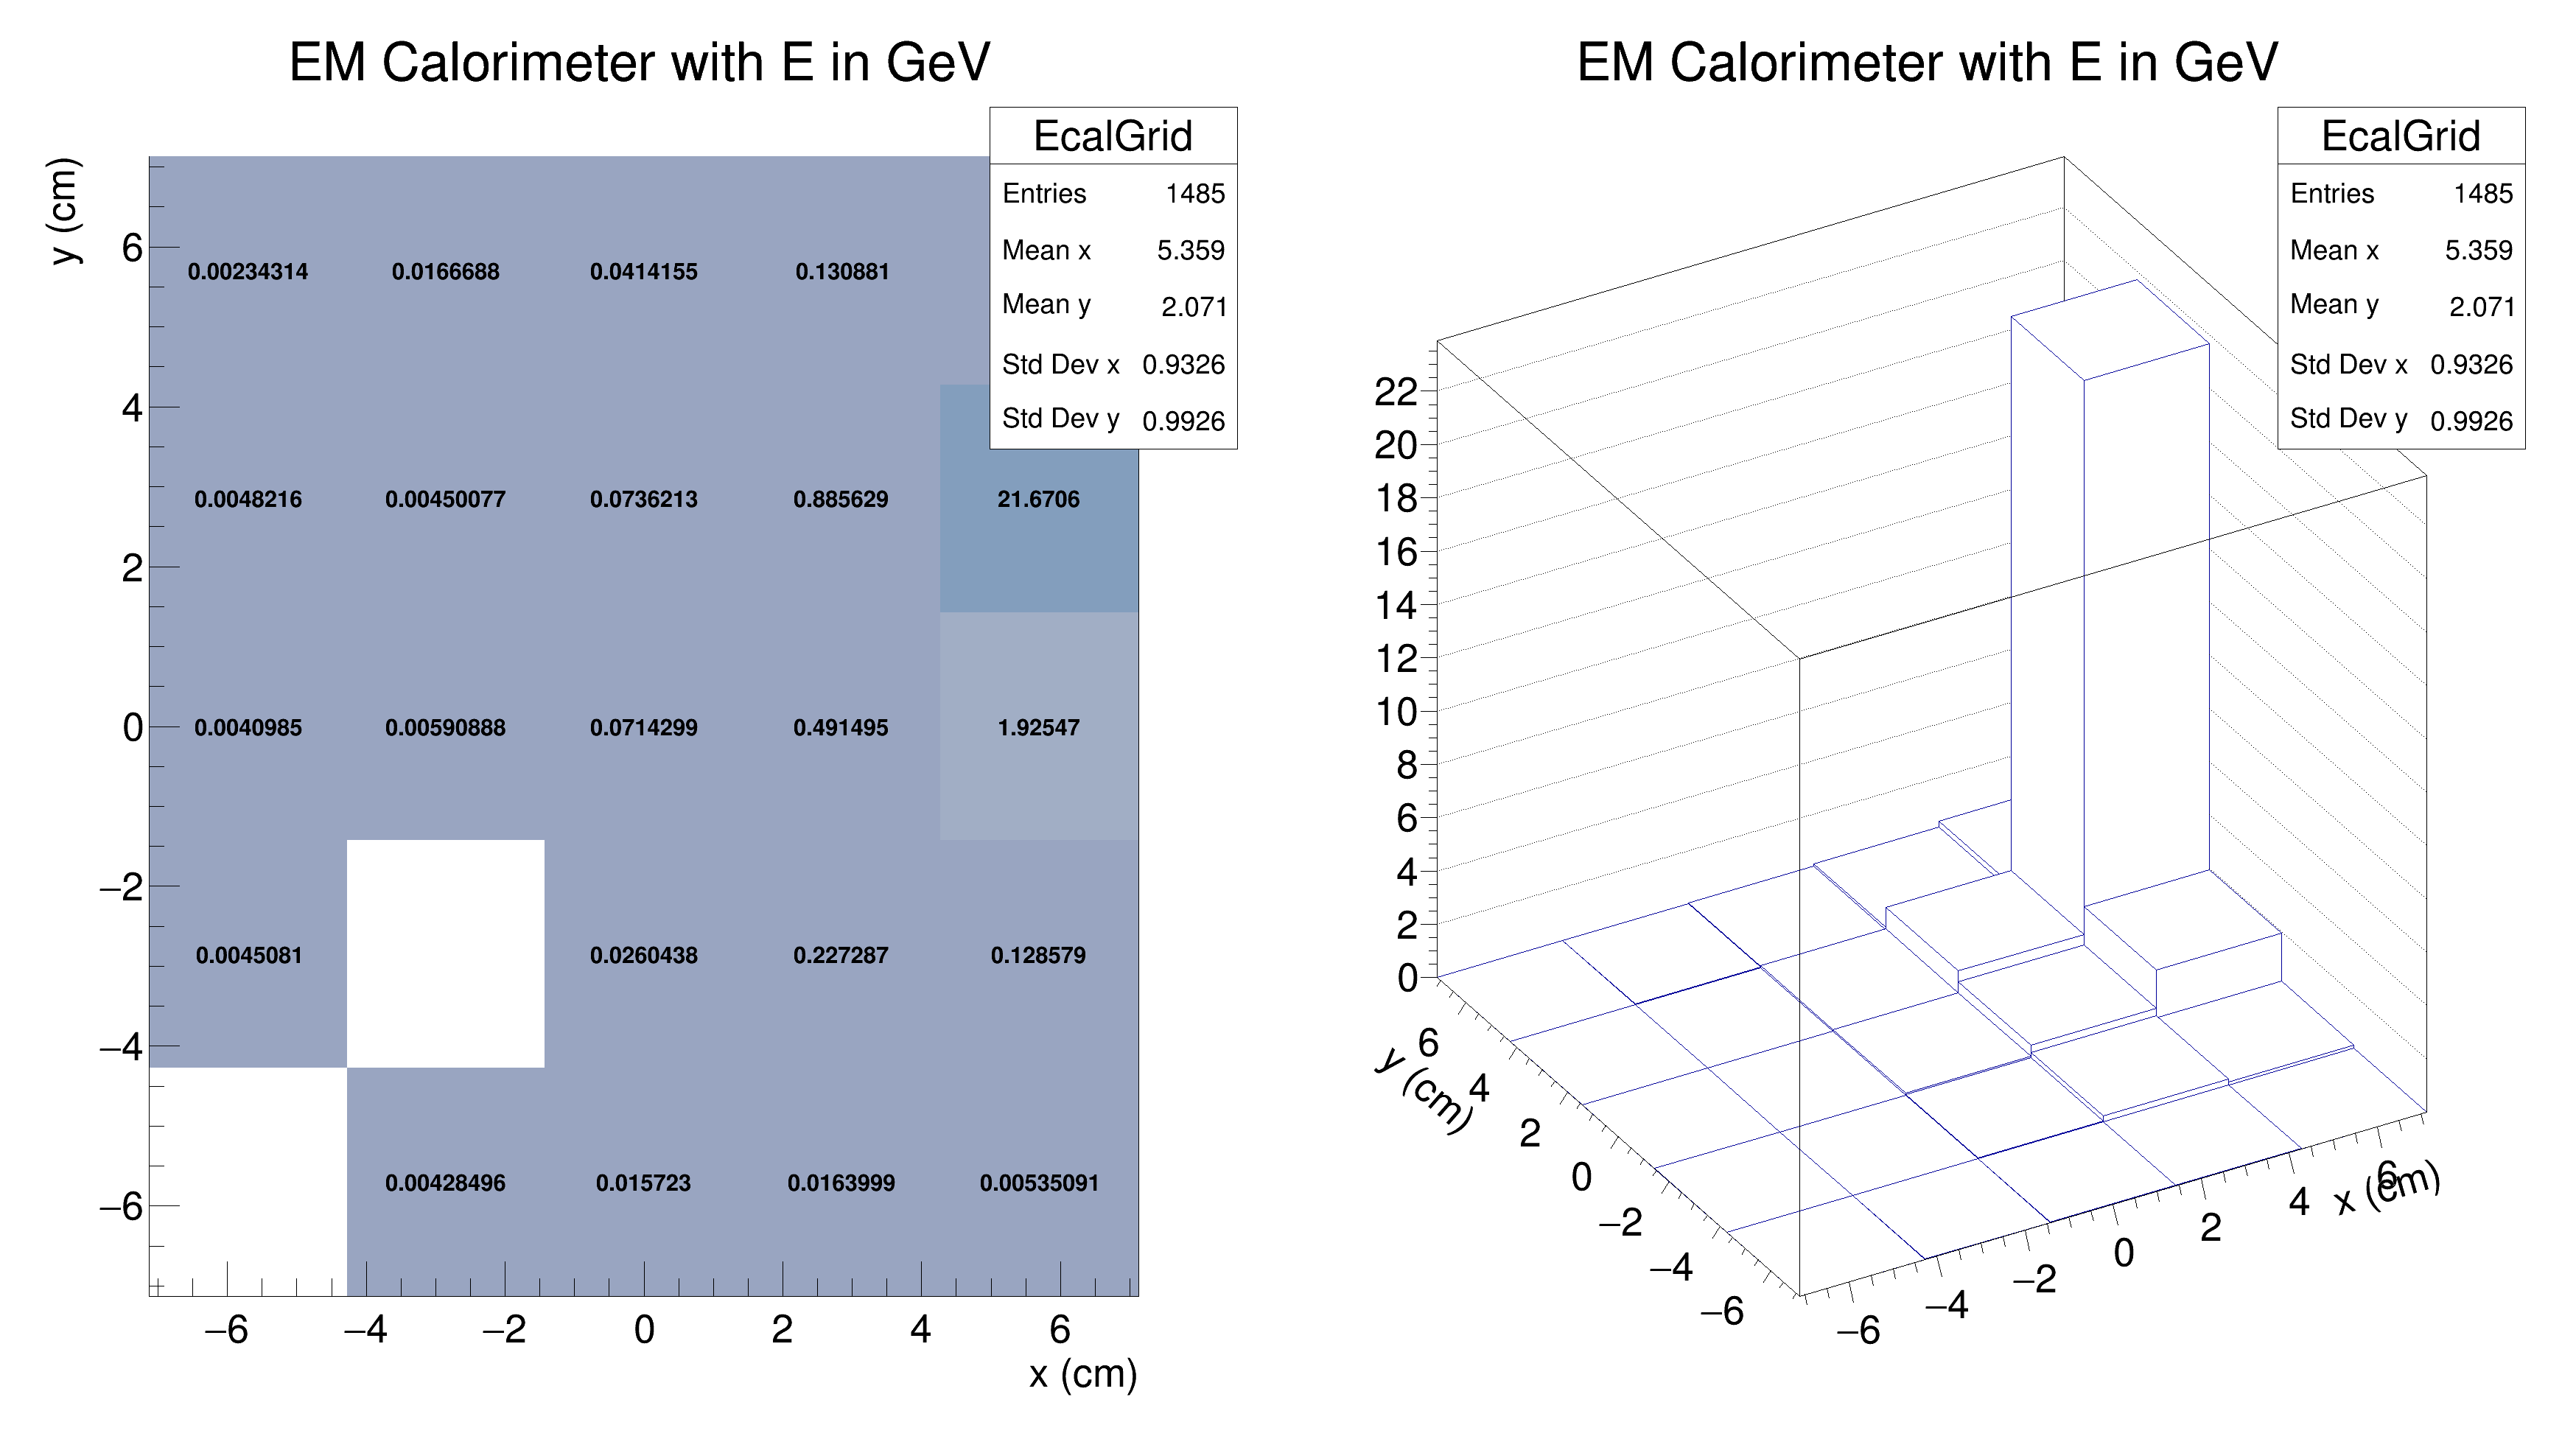 EM Calorimeter with E in GeV
EcalGrid
Entries 1485
Mean x 5.359
Mean y 2.071
Std Dev x 0.9326
Std Dev y 0.9926
y (cm)
6
4
2
0
−2
−4
−6
0.00234314 0.0166688 0.0414155 0.130881
0.0048216 0.00450077 0.0736213 0.885629 21.6706
0.0040985 0.00590888 0.0714299 0.491495 1.92547
0.0045081 0.0260438 0.227287 0.128579
0.00428496 0.015723 0.0163999 0.00535091
−6 −4 −2 0 2 4 6
x (cm)
EM Calorimeter with E in GeV
EcalGrid
Entries 1485
Mean x 5.359
Mean y 2.071
Std Dev x 0.9326
Std Dev y 0.9926
22
20
18
16
14
12
10
8
6
4
2
0
y (cm)
6
4
2
0
−2
−4
−6
−6 −4 −2 0 2 4 6
x (cm)